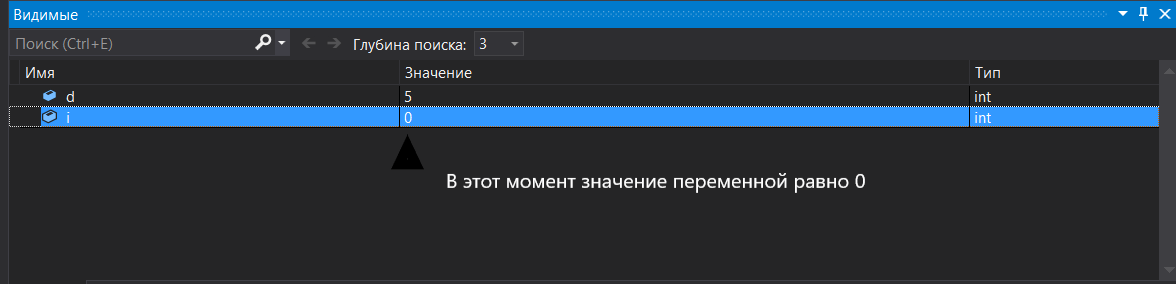 Видимые
Поиск (Ctrl+E) Глубина поиска: 3
Имя Значение Тип
d 5 int
i 0 int
В этот момент значение переменной равно 0